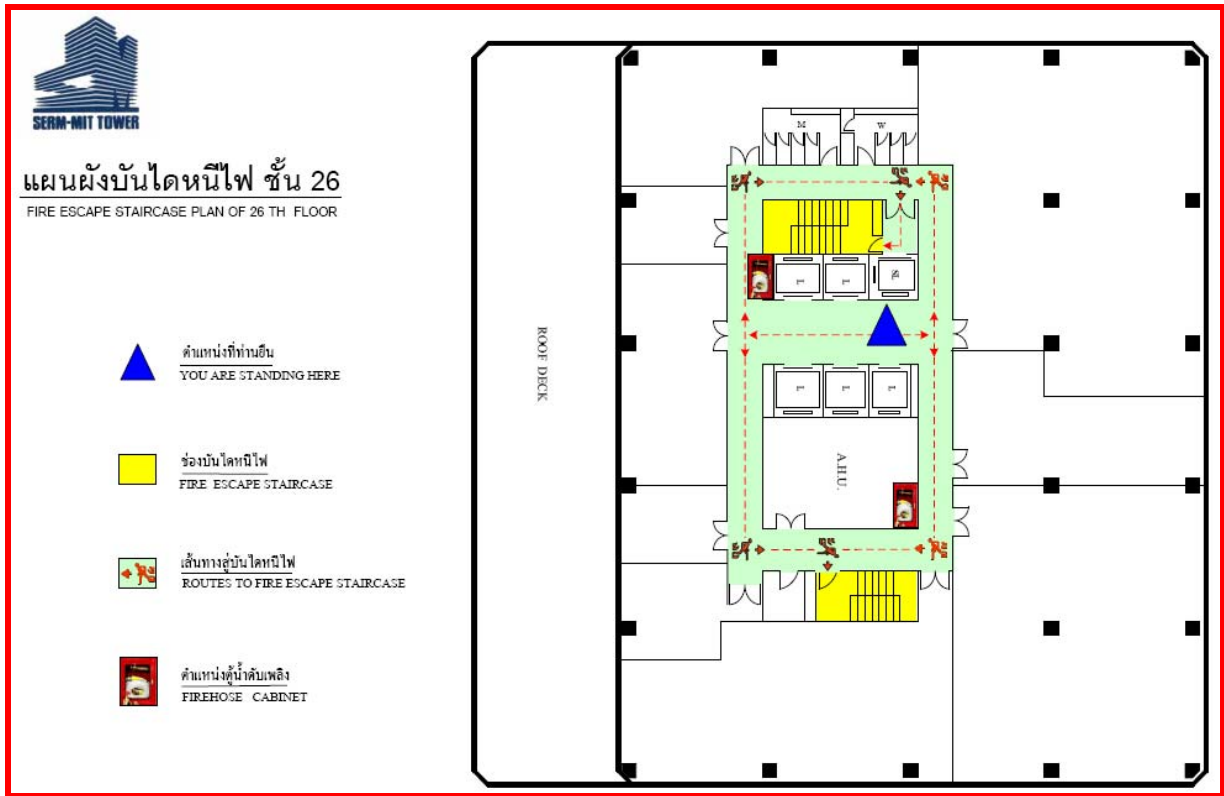 SERM-MIT TOWER
แผนผังบันไดหนีไฟ ชั้น 26
FIRE ESCAPE STAIRCASE PLAN OF 26 TH FLOOR
ตำแหน่งที่ท่านยืน
YOU ARE STANDING HERE
ช่องบันไดหนีไฟ
FIRE ESCAPE STAIRCASE
เส้นทางสู่บันไดหนีไฟ
ROUTES TO FIRE ESCAPE STAIRCASE
ตำแหน่งตู้น้ำดับเพลิง
FIREHOSE CABINET
ROOF DECK
M W
L L
L L L
A.H.U.